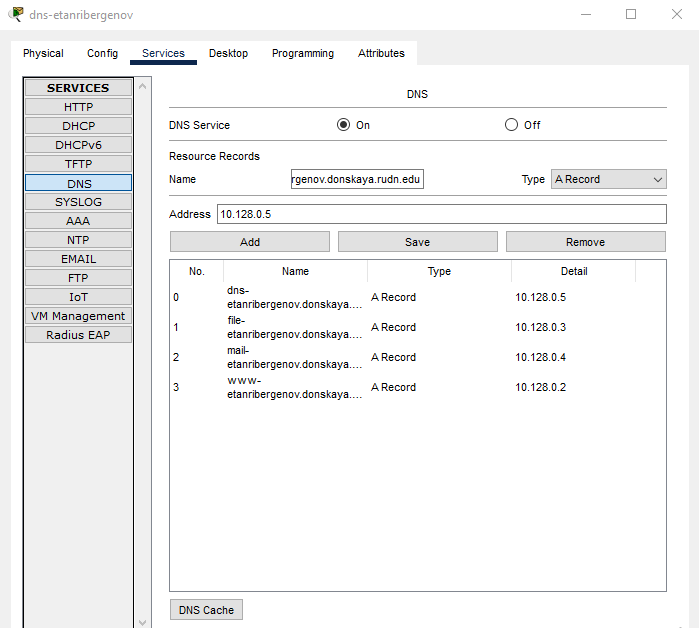 dns-etanribergenov
Physical Config Services Desktop Programming Attributes
SERVICES
HTTP
DHCP
DHCPv6
TFTP
DNS
SYSLOG
AAA
NTP
EMAIL
FTP
IoT
VM Management
Radius EAP
DNS
DNS Service On Off
Resource Records
Name rgenov.donskaya.rudn.edu Type A Record
Address 10.128.0.5
Add Save Remove
No. Name Type Detail
0 dns-
etanribergenov.donskaya.... A Record 10.128.0.5
1 file-
etanribergenov.donskaya.... A Record 10.128.0.3
2 mail-
etanribergenov.donskaya.... A Record 10.128.0.4
3 www-
etanribergenov.donskaya.... A Record 10.128.0.2
DNS Cache